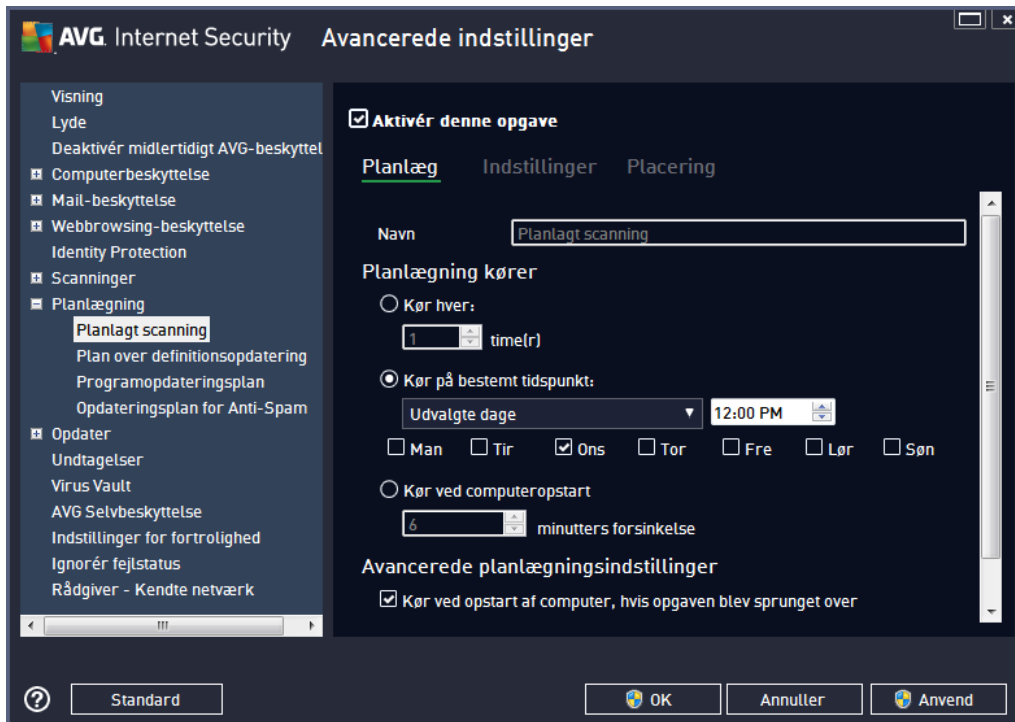 AVG. Internet Security Avancerede indstillinger
Visning
Lyde
Deaktivér midlertidigt AVG-beskyttel
Computerbeskyttelse
Mail-beskyttelse
Webbrowsing-beskyttelse
Identity Protection
Scanninger
Planlægning
Planlagt scanning
Plan over definitionsopdatering
Programopdateringsplan
Opdateringsplan for Anti-Spam
Opdater
Undtagelser
Virus Vault
AVG Selvbeskyttelse
Indstillinger for fortrolighed
Ignorér fejlstatus
Rådgiver - Kendte netværk
Aktivér denne opgave
Planlæg Indstillinger Placering
Navn Planlagt scanning
Planlægning kører
Kør hver:
1 time(r)
Kør på bestemt tidspunkt:
Udvalgte dage 12:00 PM
Man Tir Ons Tor Fre Lør Søn
Kør ved computeropstart
6 minutters forsinkelse
Avancerede planlægningsindstillinger
Kør ved opstart af computer, hvis opgaven blev sprunget over
? Standard OK Annuller Anvend